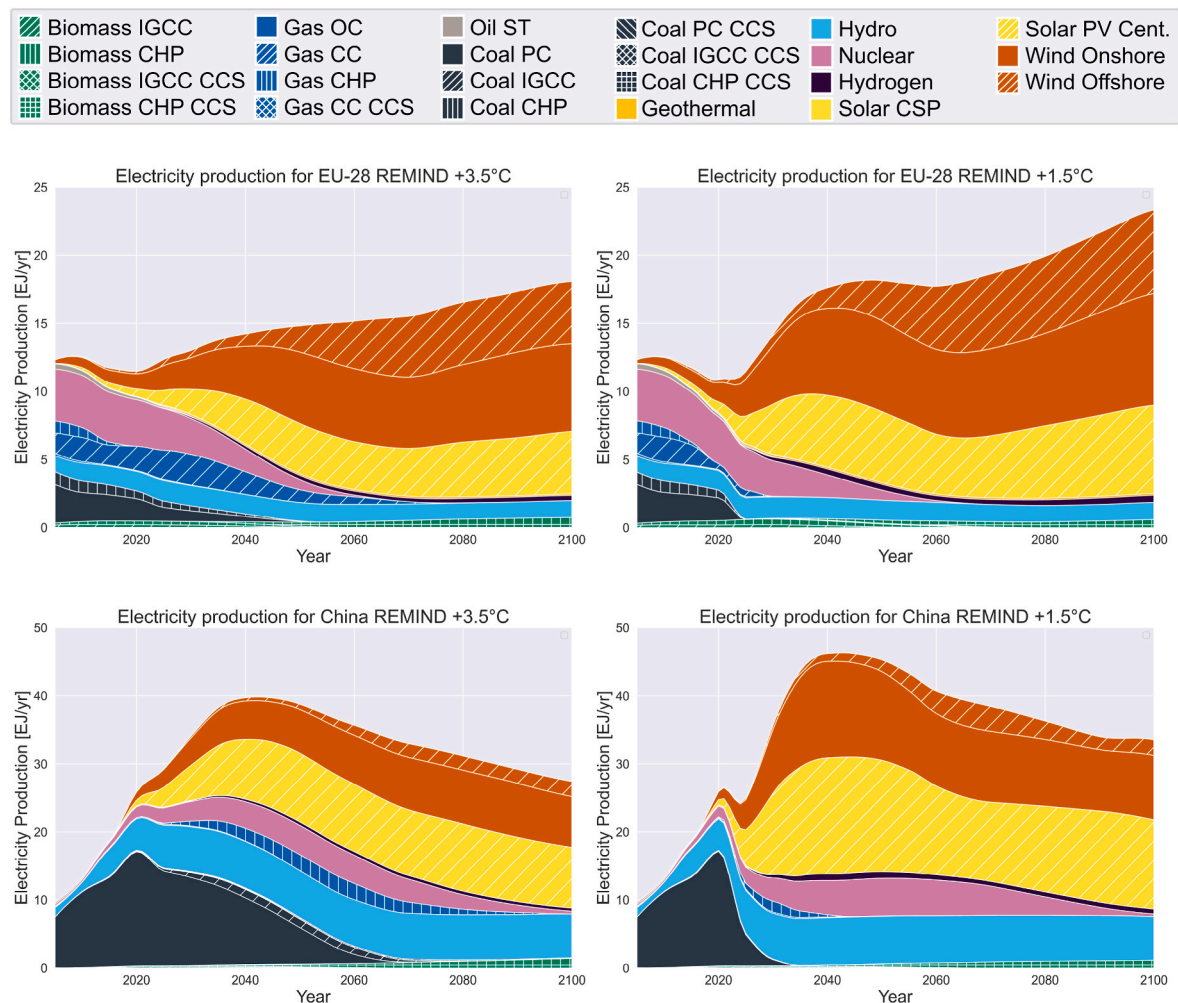 Biomass IGCC Gas OC Oil ST Coal PC CCS Hydro Solar PV Cent.
Biomass CHP Gas CC Coal PC Coal IGCC CCS Nuclear Wind Onshore
Biomass IGCC CCS Gas CHP Coal IGCC Coal CHP CCS Hydrogen Wind Offshore
Biomass CHP CCS Gas CC CCS Coal CHP Geothermal Solar CSP
Electricity production for EU-28 REMIND +3.5°C
Electricity Production [EJ/yr]
25
20
15
10
5
0
2020 2040 2060 2080 2100
Year
Electricity production for EU-28 REMIND +1.5°C
Electricity Production [EJ/yr]
25
20
15
10
5
0
2020 2040 2060 2080 2100
Year
Electricity production for China REMIND +3.5°C
Electricity Production [EJ/yr]
50
40
30
20
10
0
2020 2040 2060 2080 2100
Year
Electricity production for China REMIND +1.5°C
Electricity Production [EJ/yr]
50
40
30
20
10
0
2020 2040 2060 2080 2100
Year